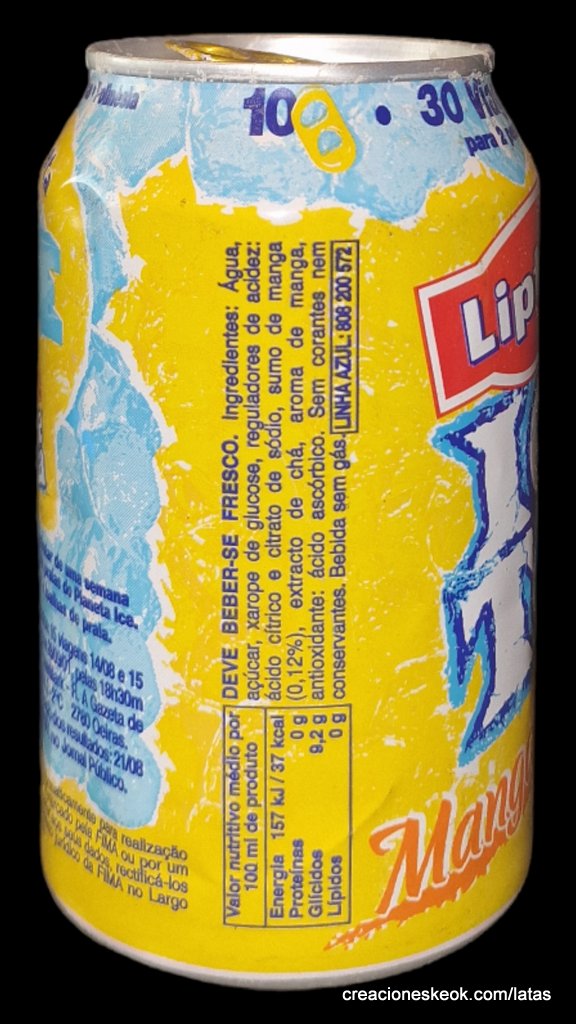 10 • 30
para 2
Lip
Mang
DEVE BEBER-SE FRESCO. Ingredientes: Água,
açúcar, xarope de glucose, reguladores de acidez:
ácido cítrico e citrato de sódio, sumo de manga
(0,12%), extracto de chá, aroma de manga,
antioxidante: ácido ascórbico. Sem corantes nem
conservantes. Bebida sem gás. LINHA AZUL: 808 200 572
Valor nutritivo médio por
100 ml de produto
Energia 157 kJ / 37 kcal
Proteínas 0 g
Glícidos 9,2 g
Lípidos 0 g
de uma semana
do Planeta Ice.
de prata.
Viagens 14/08 e 15
pelas 18h30m
R. A Gazeta de
2780 Oeiras.
resultados: 21/08
Jornal Público.
para realização
pela FIMA ou por um
seus dados, rectificá-los
jurídico da FIMA no Largo
creacioneskeok.com/latas